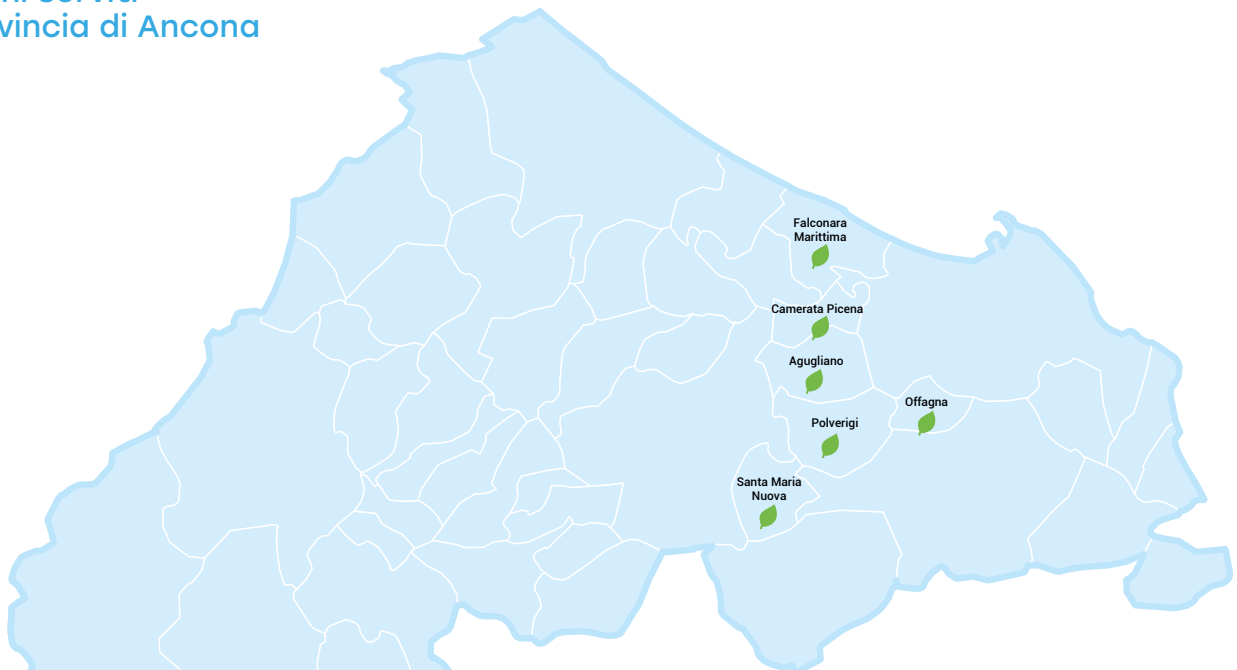 vincia di Ancona
Falconara
Marittima
Camerata Picena
Agugliano
Offagna
Polverigi
Santa Maria
Nuova